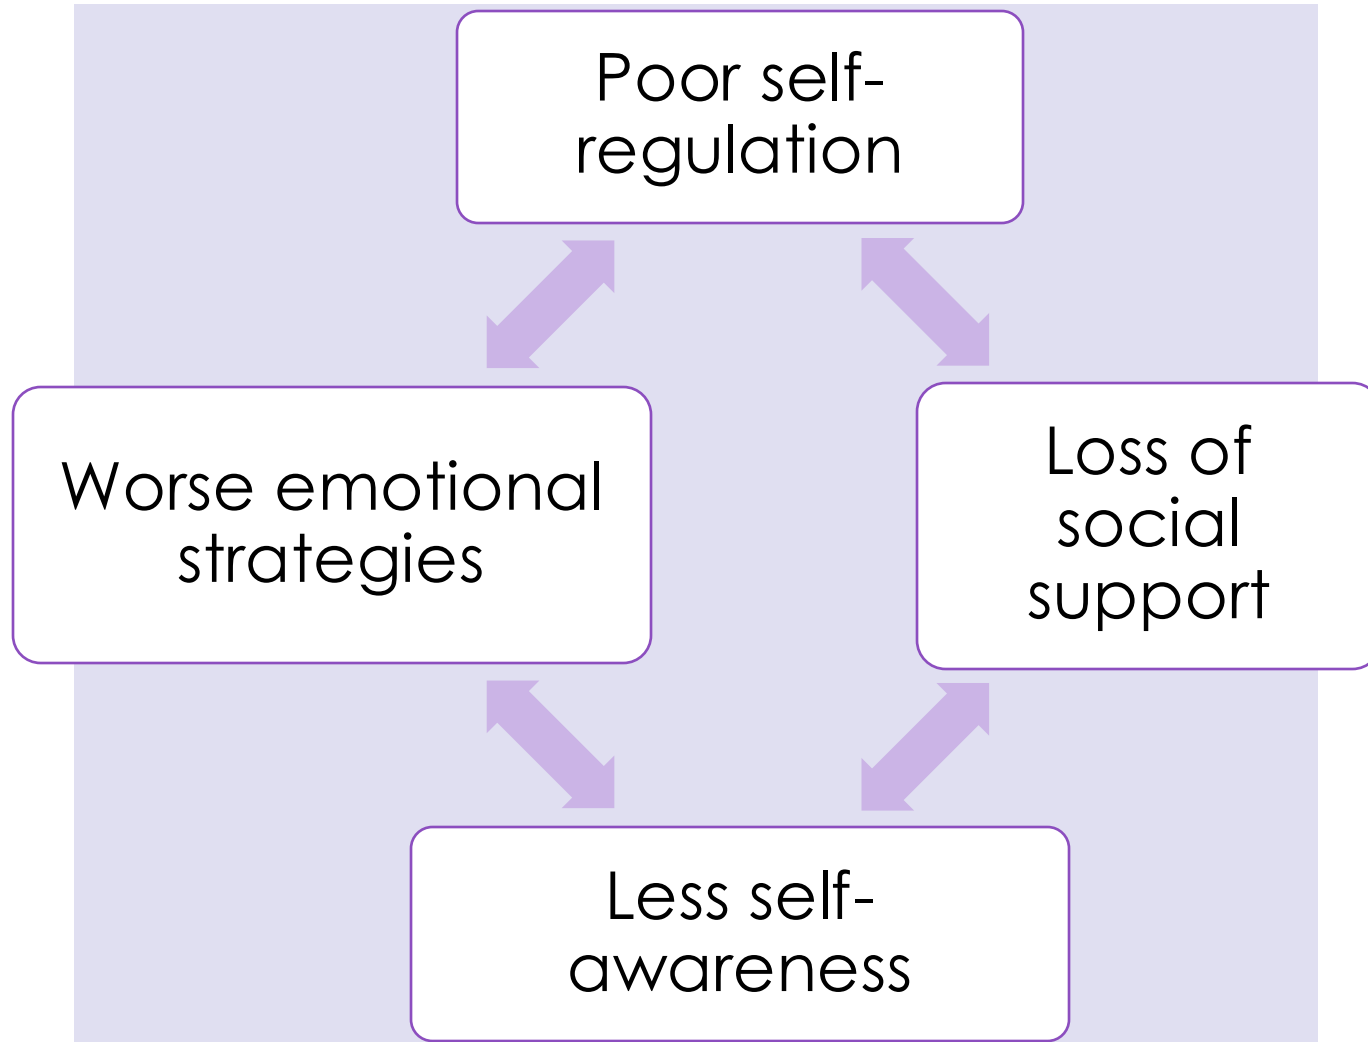 Poor self-
regulation
Worse emotional
strategies
Loss of
social
support
Less self-
awareness